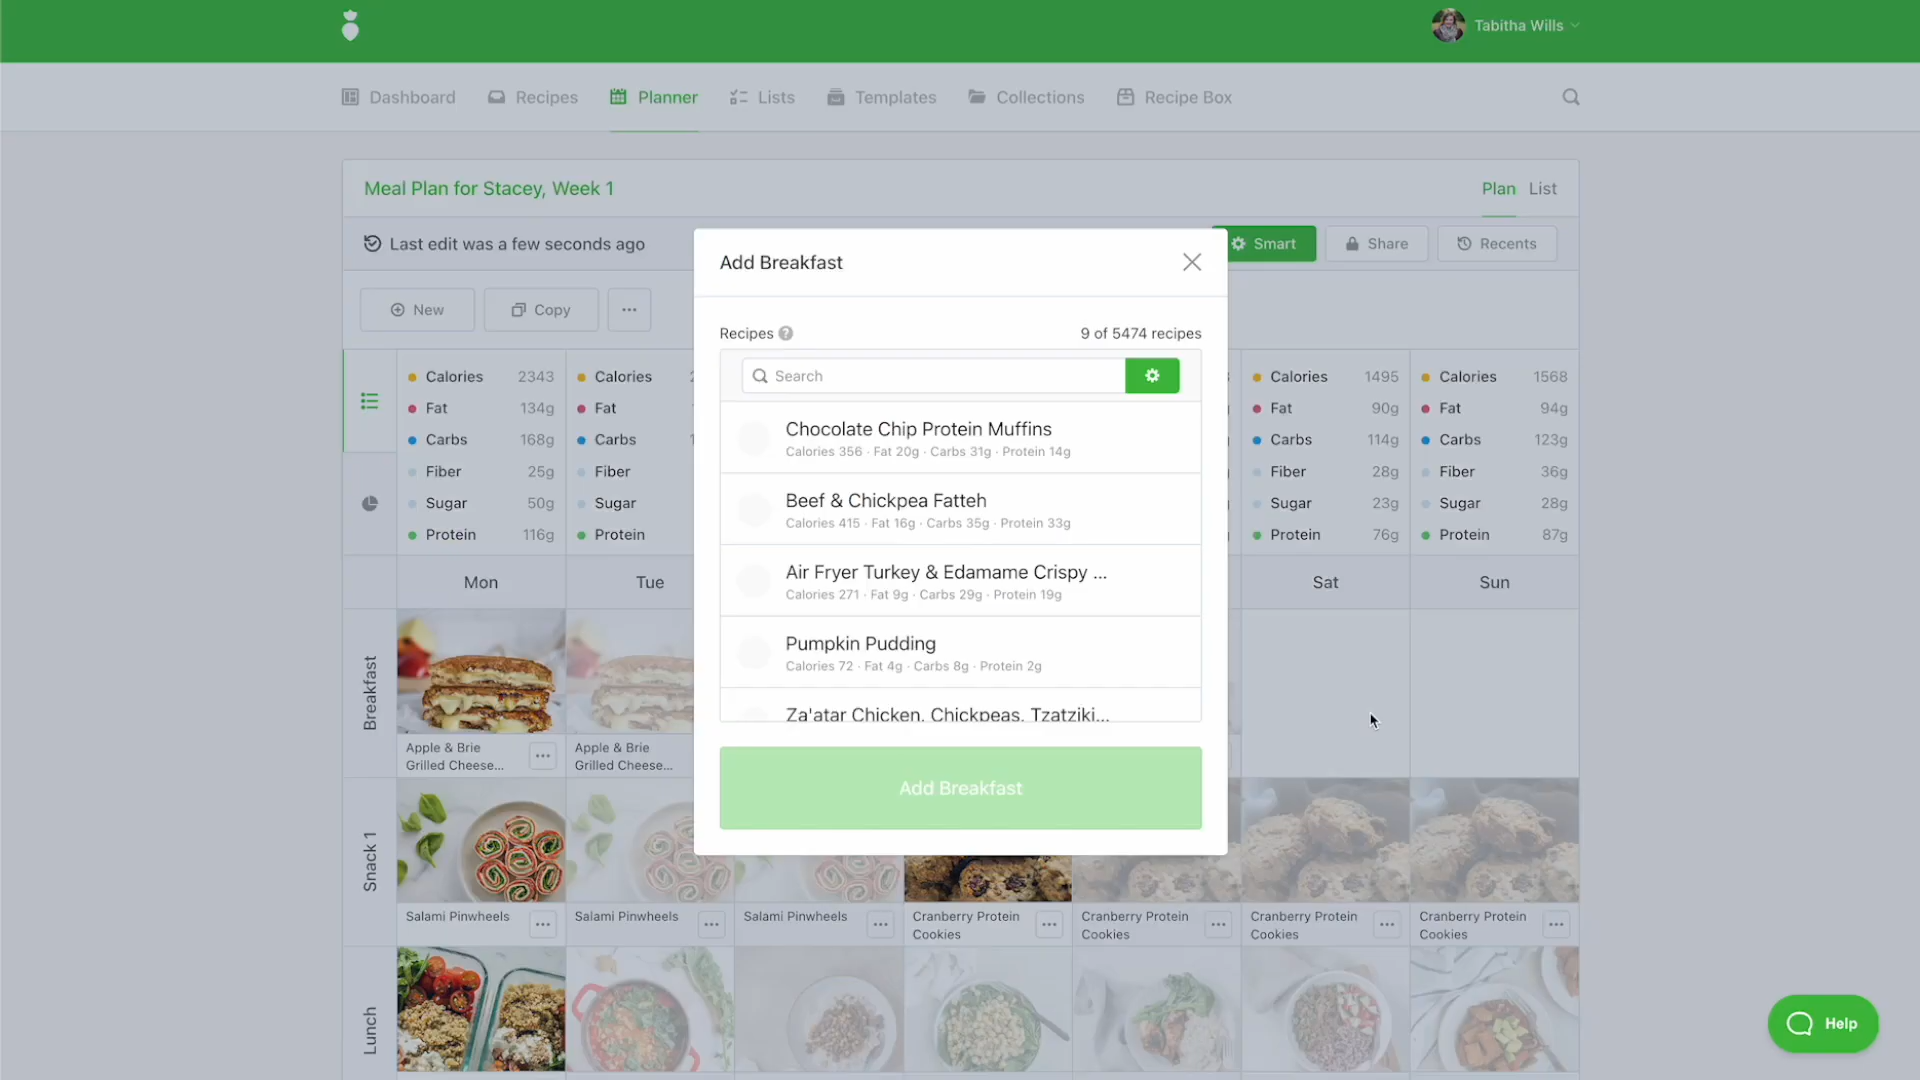 Tabitha Wills
Dashboard Recipes Planner Lists Templates Collections Recipe Box
Meal Plan for Stacey, Week 1
Plan List
Last edit was a few seconds ago
Smart Share Recents
New Copy
Add Breakfast
Recipes
9 of 5474 recipes
Search
Chocolate Chip Protein Muffins
Calories 356 · Fat 20g · Carbs 31g · Protein 14g
Beef & Chickpea Fatteh
Calories 415 · Fat 16g · Carbs 35g · Protein 33g
Air Fryer Turkey & Edamame Crispy ...
Calories 271 · Fat 9g · Carbs 29g · Protein 19g
Pumpkin Pudding
Calories 72 · Fat 4g · Carbs 8g · Protein 2g
Za'atar Chicken, Chickpeas, Tzatziki...
Add Breakfast
Calories 2343
Fat 134g
Carbs 168g
Fiber 25g
Sugar 50g
Protein 116g
Calories
Fat
Carbs
Fiber
Sugar
Protein
Calories 1495
Fat 90g
Carbs 114g
Fiber 28g
Sugar 23g
Protein 76g
Calories 1568
Fat 94g
Carbs 123g
Fiber 36g
Sugar 28g
Protein 87g
Mon Tue Sat Sun
Breakfast
Apple & Brie
Grilled Cheese...
Apple & Brie
Grilled Cheese...
Snack 1
Salami Pinwheels
Salami Pinwheels
Salami Pinwheels
Cranberry Protein
Cookies
Cranberry Protein
Cookies
Cranberry Protein
Cookies
Cranberry Protein
Cookies
Lunch
Help